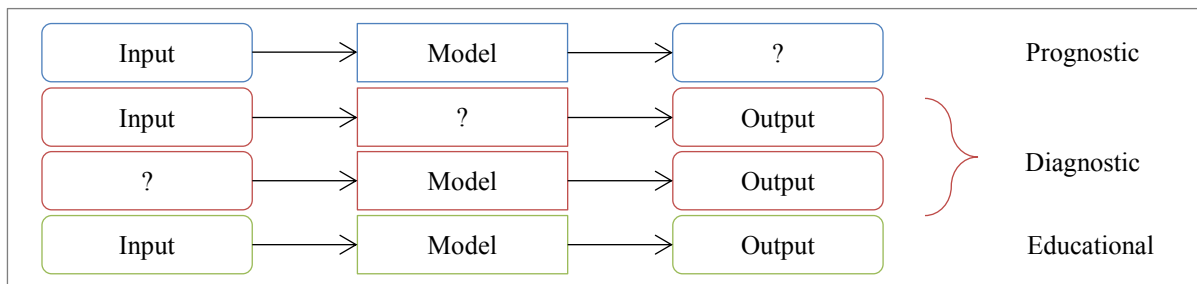 Input Model ? Prognostic
Input ? Output
Diagnostic
? Model Output
Input Model Output Educational